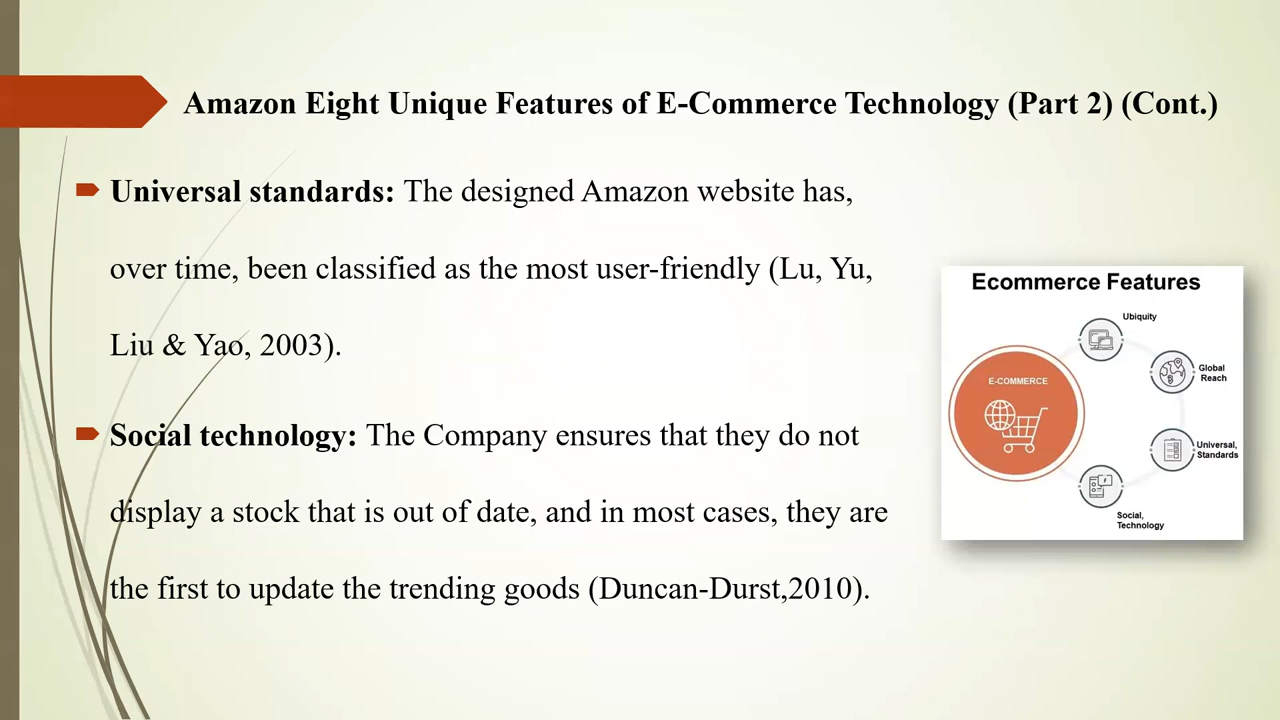 Amazon Eight Unique Features of E-Commerce Technology (Part 2) (Cont.)
Universal standards: The designed Amazon website has,
over time, been classified as the most user-friendly (Lu, Yu,
Liu & Yao, 2003).
Social technology: The Company ensures that they do not
display a stock that is out of date, and in most cases, they are
the first to update the trending goods (Duncan-Durst,2010).
Ecommerce Features
Ubiquity
Global
Reach
E-COMMERCE
Universal,
Standards
Social,
Technology